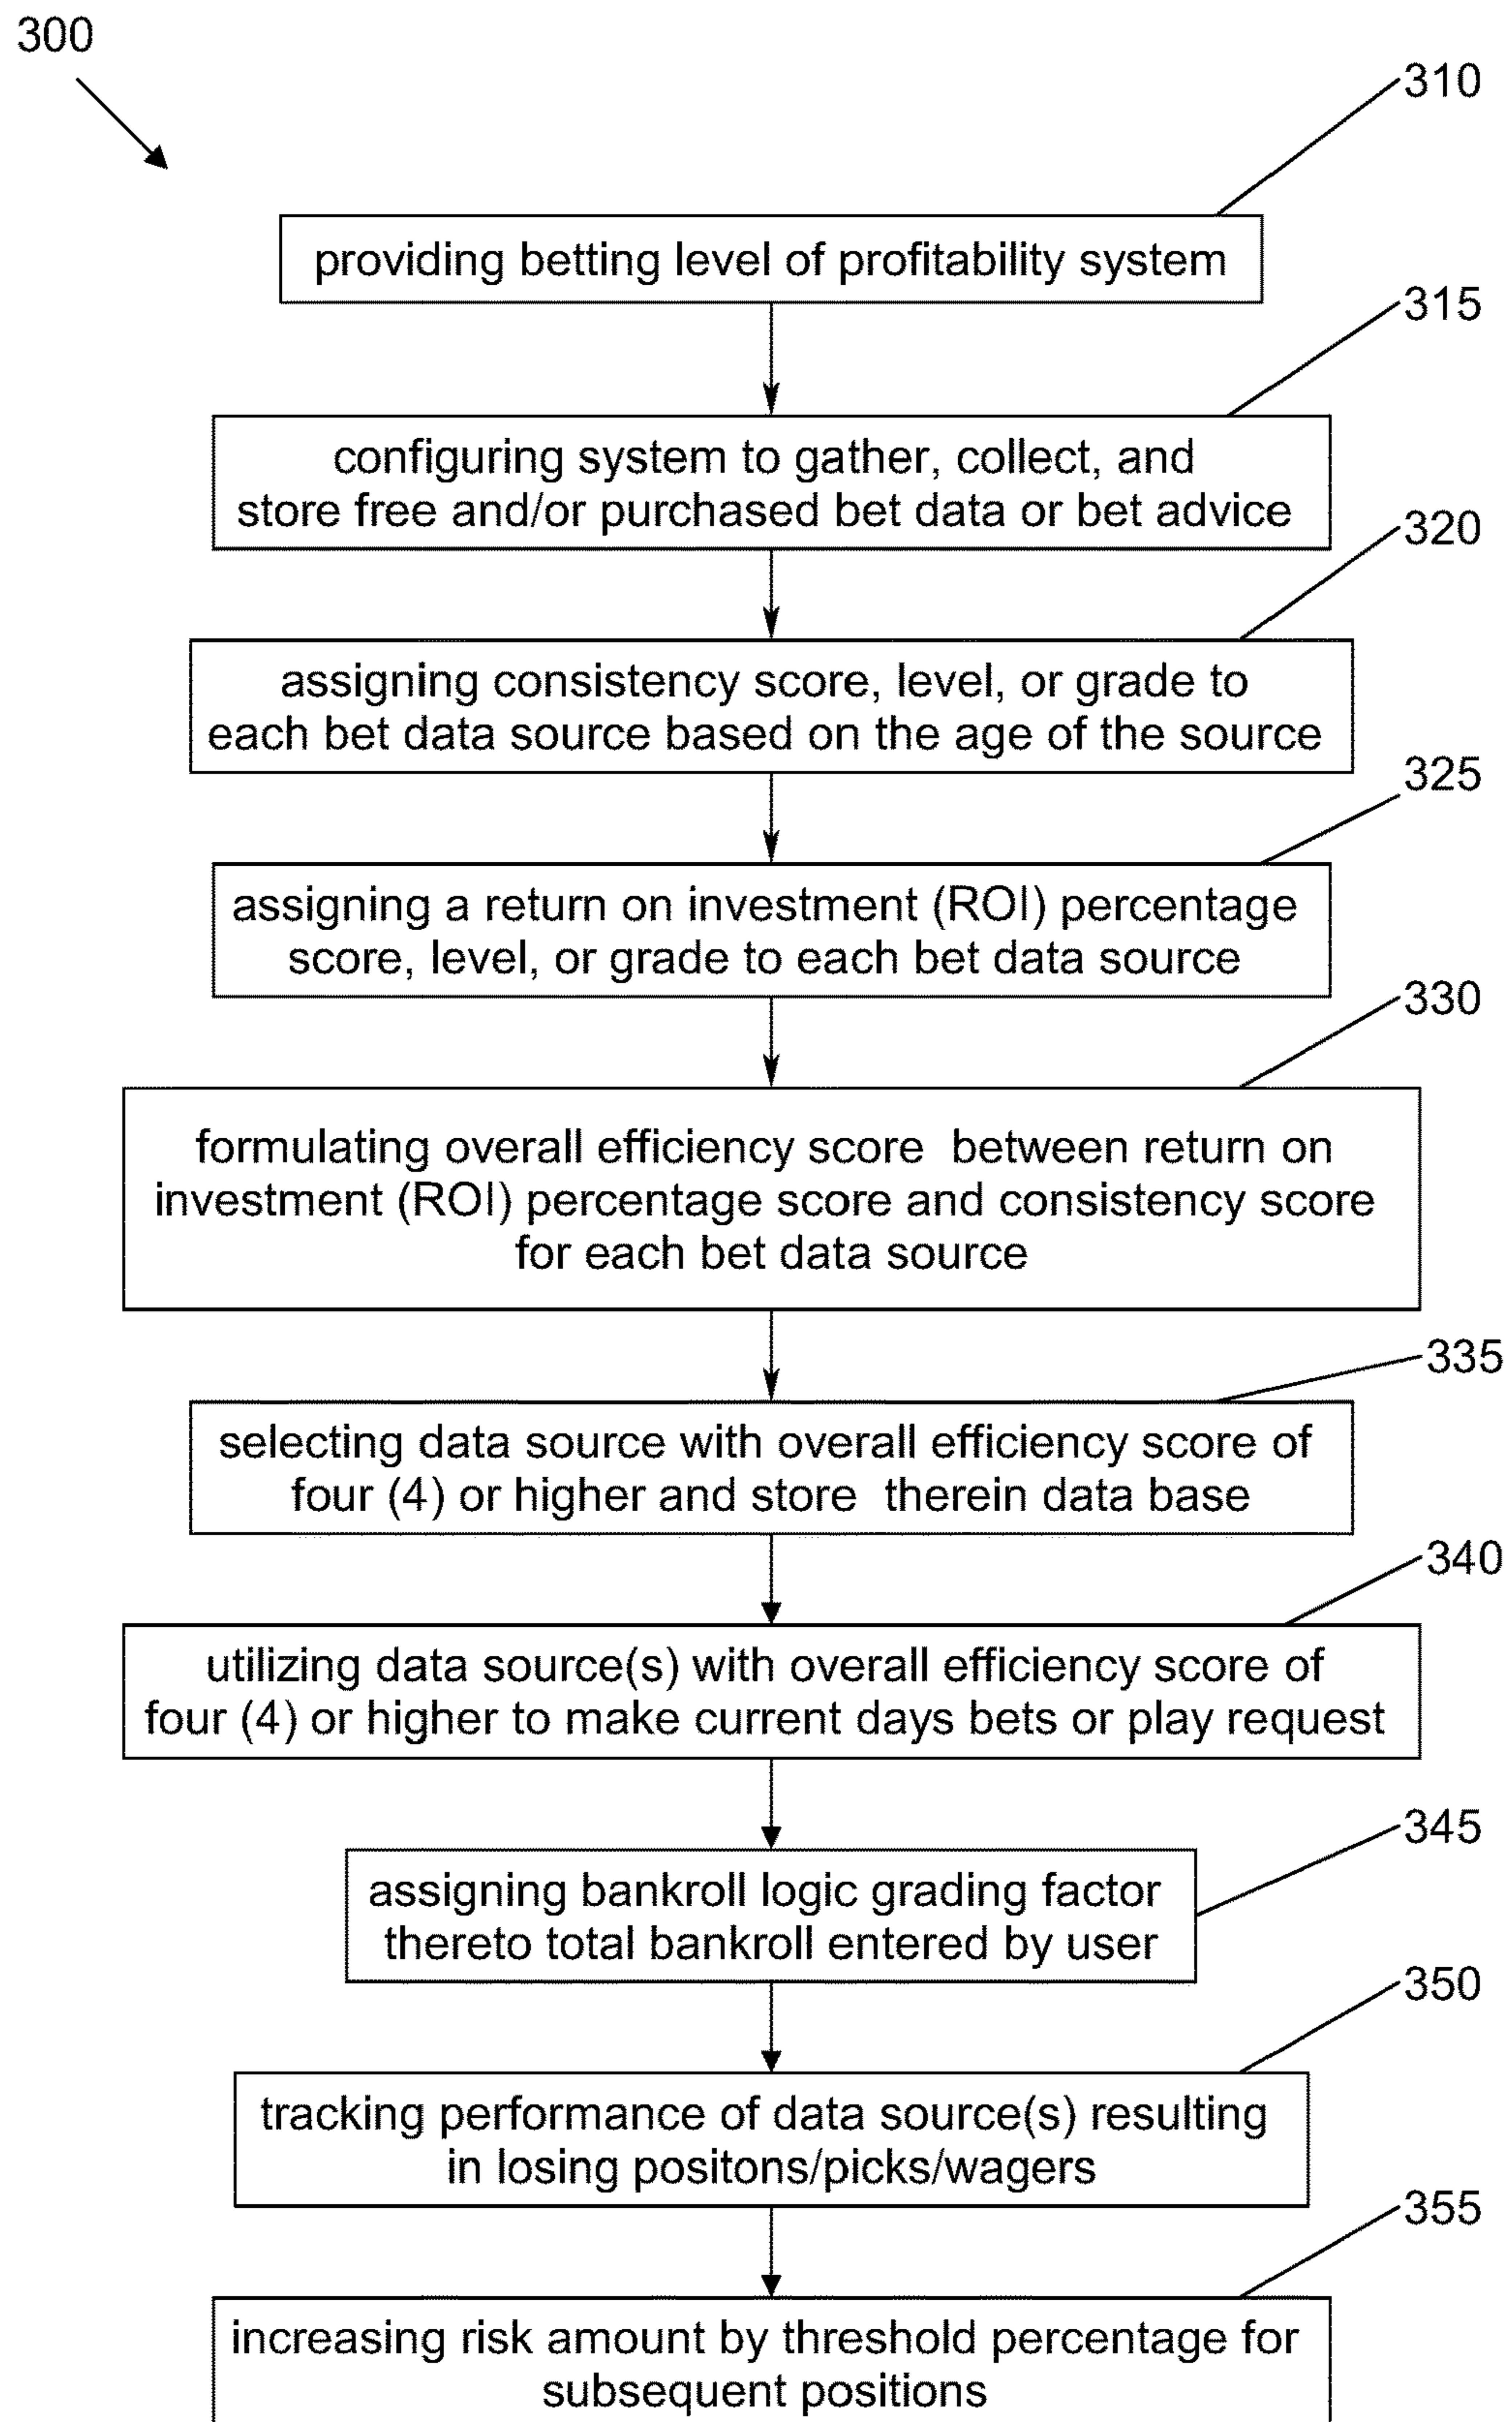 300
310
providing betting level of profitability system
315
configuring system to gather, collect, and
store free and/or purchased bet data or bet advice
320
assigning consistency score, level, or grade to
each bet data source based on the age of the source
325
assigning a return on investment (ROI) percentage
score, level, or grade to each bet data source
330
formulating overall efficiency score between return on
investment (ROI) percentage score and consistency score
for each bet data source
335
selecting data source with overall efficiency score of
four (4) or higher and store therein data base
340
utilizing data source(s) with overall efficiency score of
four (4) or higher to make current days bets or play request
345
assigning bankroll logic grading factor
thereto total bankroll entered by user
350
tracking performance of data source(s) resulting
in losing positons/picks/wagers
355
increasing risk amount by threshold percentage for
subsequent positions